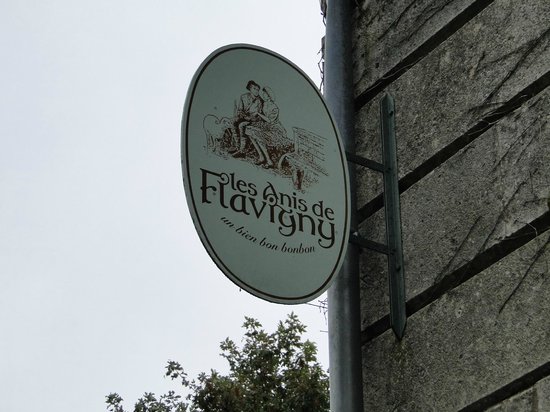 les Anis de
Flavigny
un bien bon bonbon